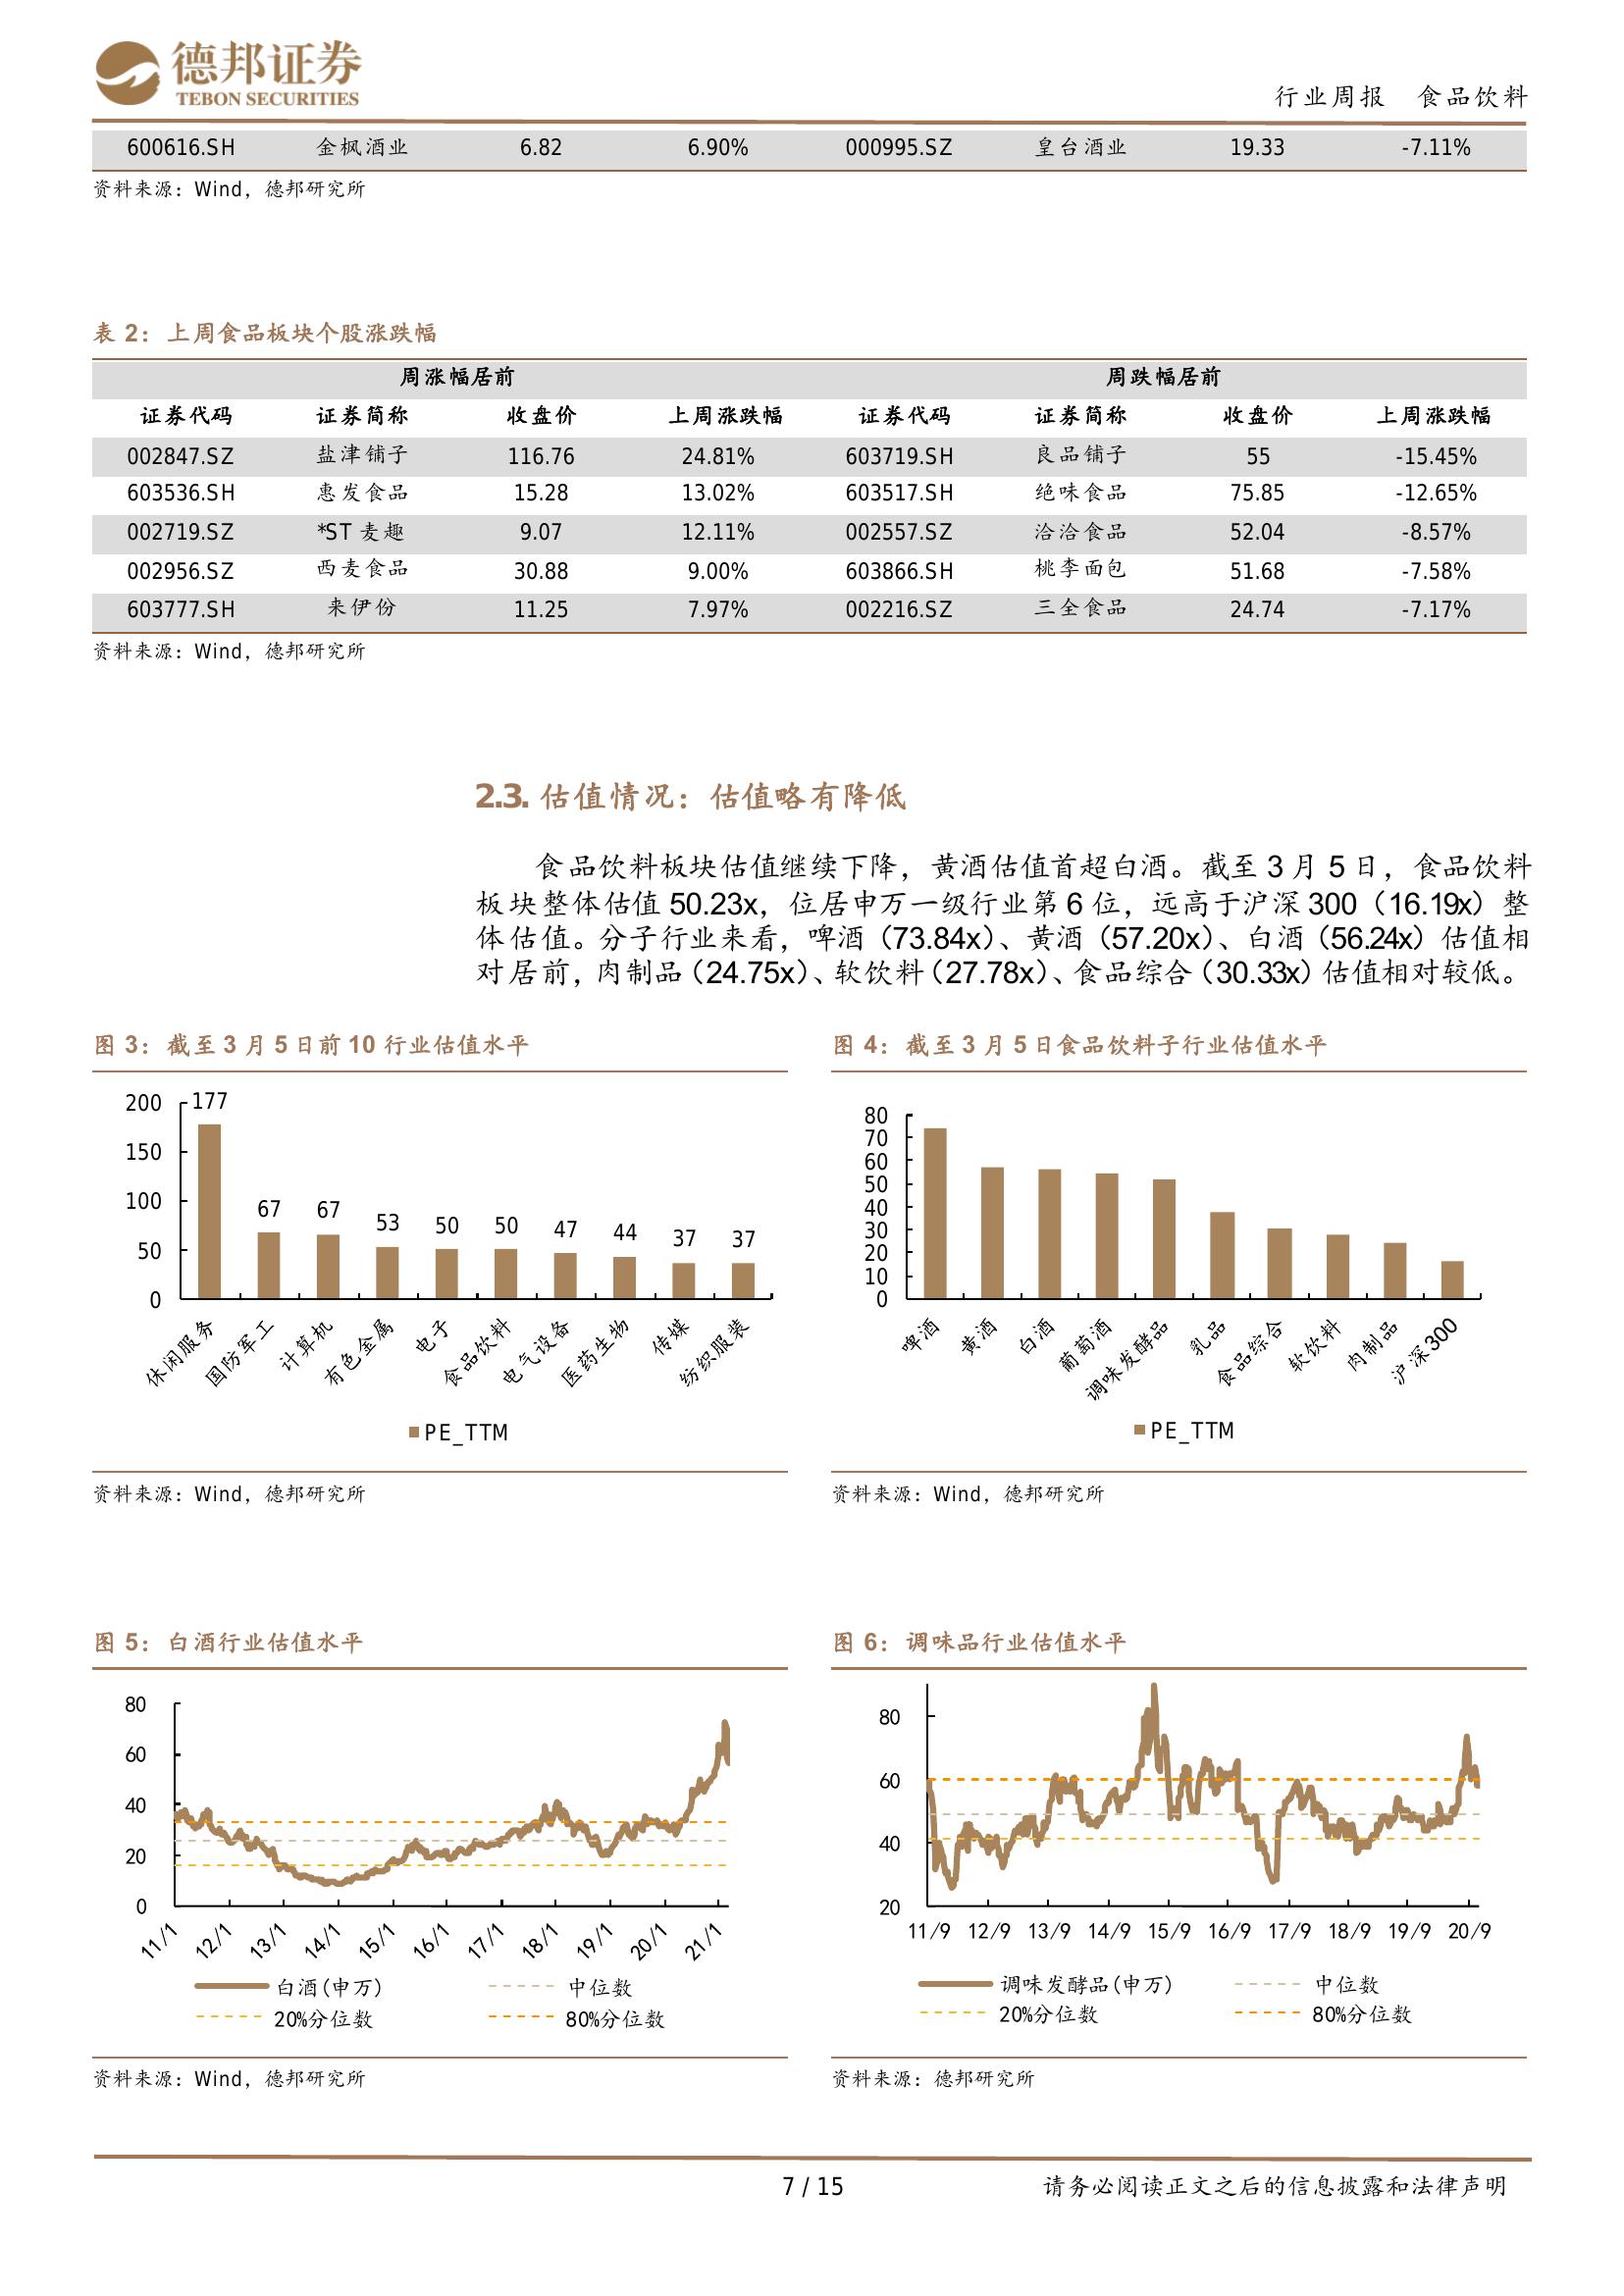 德邦证券
TEBON SECURITIES
行业周报 食品饮料
600616.SH 金枫酒业 6.82 6.90% 000995.SZ 皇台酒业 19.33 -7.11%
资料来源：Wind，德邦研究所
表 2：上周食品板块个股涨跌幅
周涨幅居前 周跌幅居前
证券代码 证券简称 收盘价 上周涨跌幅 证券代码 证券简称 收盘价 上周涨跌幅
002847.SZ 盐津铺子 116.76 24.81% 603719.SH 良品铺子 55 -15.45%
603536.SH 惠发食品 15.28 13.02% 603517.SH 绝味食品 75.85 -12.65%
002719.SZ *ST 麦趣 9.07 12.11% 002557.SZ 洽洽食品 52.04 -8.57%
002956.SZ 西麦食品 30.88 9.00% 603866.SH 桃李面包 51.68 -7.58%
603777.SH 来伊份 11.25 7.97% 002216.SZ 三全食品 24.74 -7.17%
资料来源：Wind，德邦研究所
2.3. 估值情况：估值略有降低
食品饮料板块估值继续下降，黄酒估值首超白酒。截至 3 月 5 日，食品饮料
板块整体估值 50.23x，位居申万一级行业第 6 位，远高于沪深 300（16.19x）整
体估值。分子行业来看，啤酒（73.84x）、黄酒（57.20x）、白酒（56.24x）估值相
对居前，肉制品（24.75x）、软饮料（27.78x）、食品综合（30.33x）估值相对较低。
图 3：截至 3 月 5 日前 10 行业估值水平
200
150
100
50
0
177 67 67 53 50 50 47 44 37 37
休闲服务 国防军工 计算机 有色金属 电子 食品饮料 电气设备 医药生物 传媒 纺织服装
PE_TTM
资料来源：Wind，德邦研究所
图 4：截至 3 月 5 日食品饮料子行业估值水平
80
70
60
50
40
30
20
10
0
啤酒 黄酒 白酒 葡萄酒 调味发酵品 乳品 食品综合 软饮料 肉制品 沪深300
PE_TTM
资料来源：Wind，德邦研究所
图 5：白酒行业估值水平
80
60
40
20
0
11/1 12/1 13/1 14/1 15/1 16/1 17/1 18/1 19/1 20/1 21/1
白酒(申万) 中位数
20%分位数 80%分位数
资料来源：Wind，德邦研究所
图 6：调味品行业估值水平
80
60
40
20
11/9 12/9 13/9 14/9 15/9 16/9 17/9 18/9 19/9 20/9
调味发酵品(申万) 中位数
20%分位数 80%分位数
资料来源：德邦研究所
7 / 15 请务必阅读正文之后的信息披露和法律声明